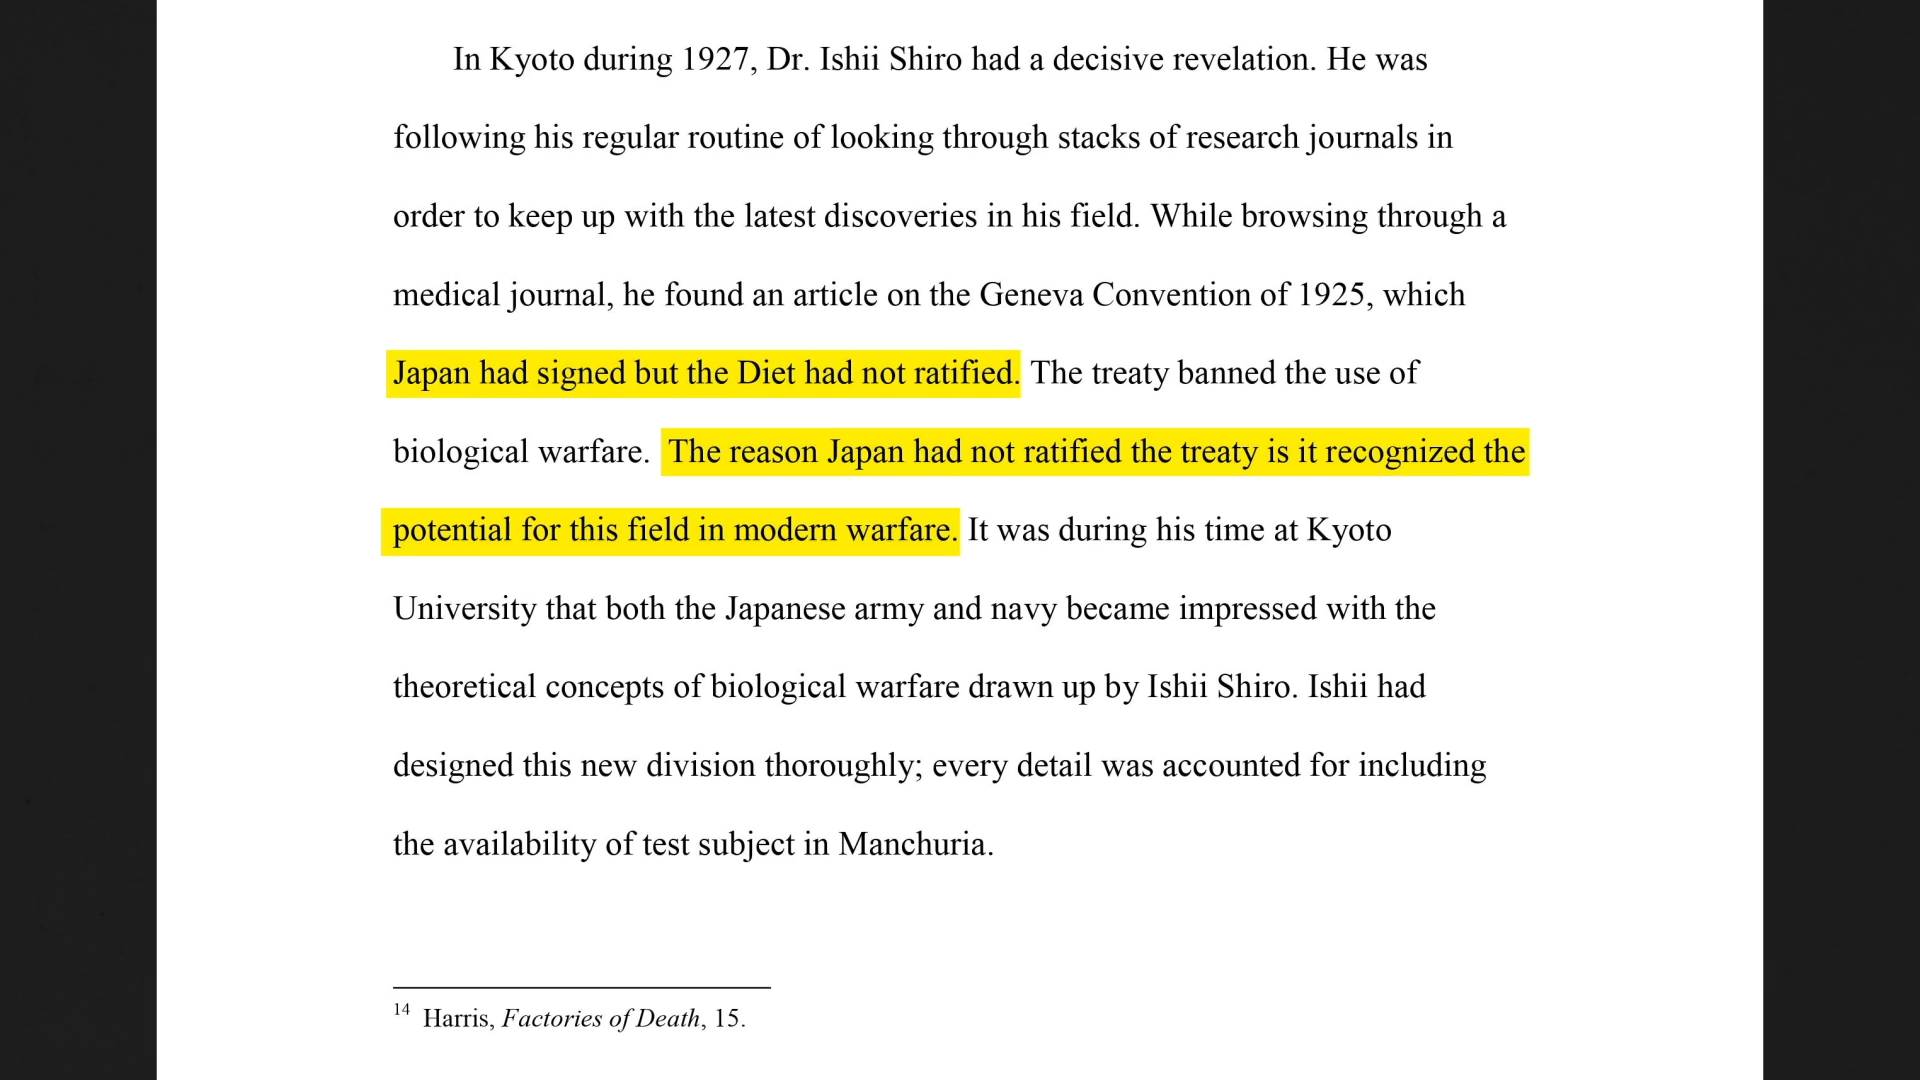 In Kyoto during 1927, Dr. Ishii Shiro had a decisive revelation. He was
following his regular routine of looking through stacks of research journals in
order to keep up with the latest discoveries in his field. While browsing through a
medical journal, he found an article on the Geneva Convention of 1925, which
Japan had signed but the Diet had not ratified. The treaty banned the use of
biological warfare. The reason Japan had not ratified the treaty is it recognized the
potential for this field in modern warfare. It was during his time at Kyoto
University that both the Japanese army and navy became impressed with the
theoretical concepts of biological warfare drawn up by Ishii Shiro. Ishii had
designed this new division thoroughly; every detail was accounted for including
the availability of test subject in Manchuria.
14 Harris, Factories of Death, 15.